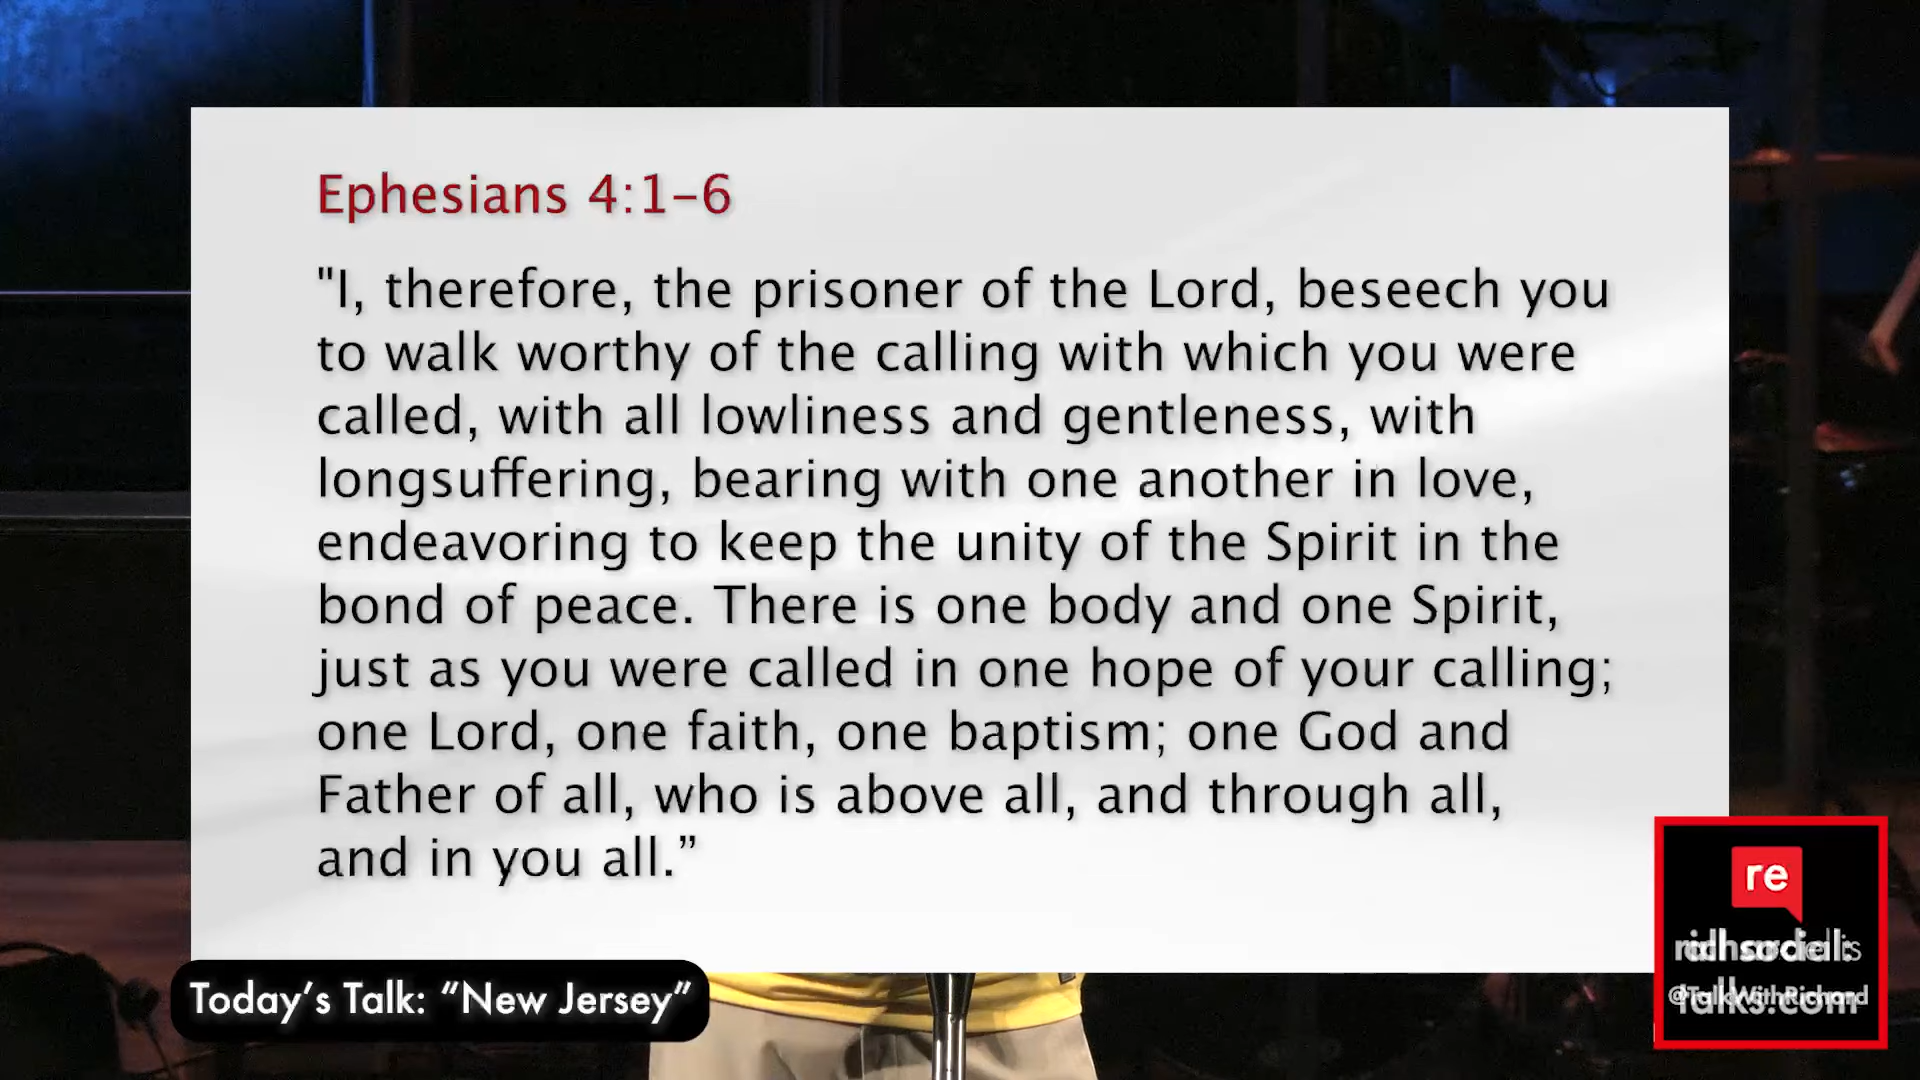 Ephesians 4:1–6
"I, therefore, the prisoner of the Lord, beseech you
to walk worthy of the calling with which you were
called, with all lowliness and gentleness, with
longsuffering, bearing with one another in love,
endeavoring to keep the unity of the Spirit in the
bond of peace. There is one body and one Spirit,
just as you were called in one hope of your calling;
one Lord, one faith, one baptism; one God and
Father of all, who is above all, and through all,
and in you all.”
Today’s Talk: “New Jersey”
re
@TalkWithRichard